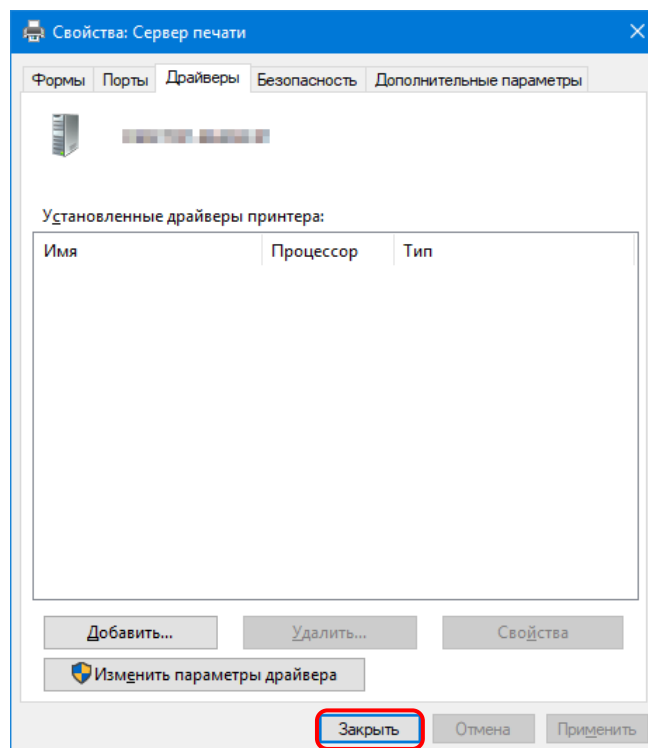 Свойства: Сервер печати
Формы Порты Драйверы Безопасность Дополнительные параметры
Установленные драйверы принтера:
Имя Процессор Тип
Добавить... Удалить... Свойства
Изменить параметры драйвера
Закрыть Отмена Применить